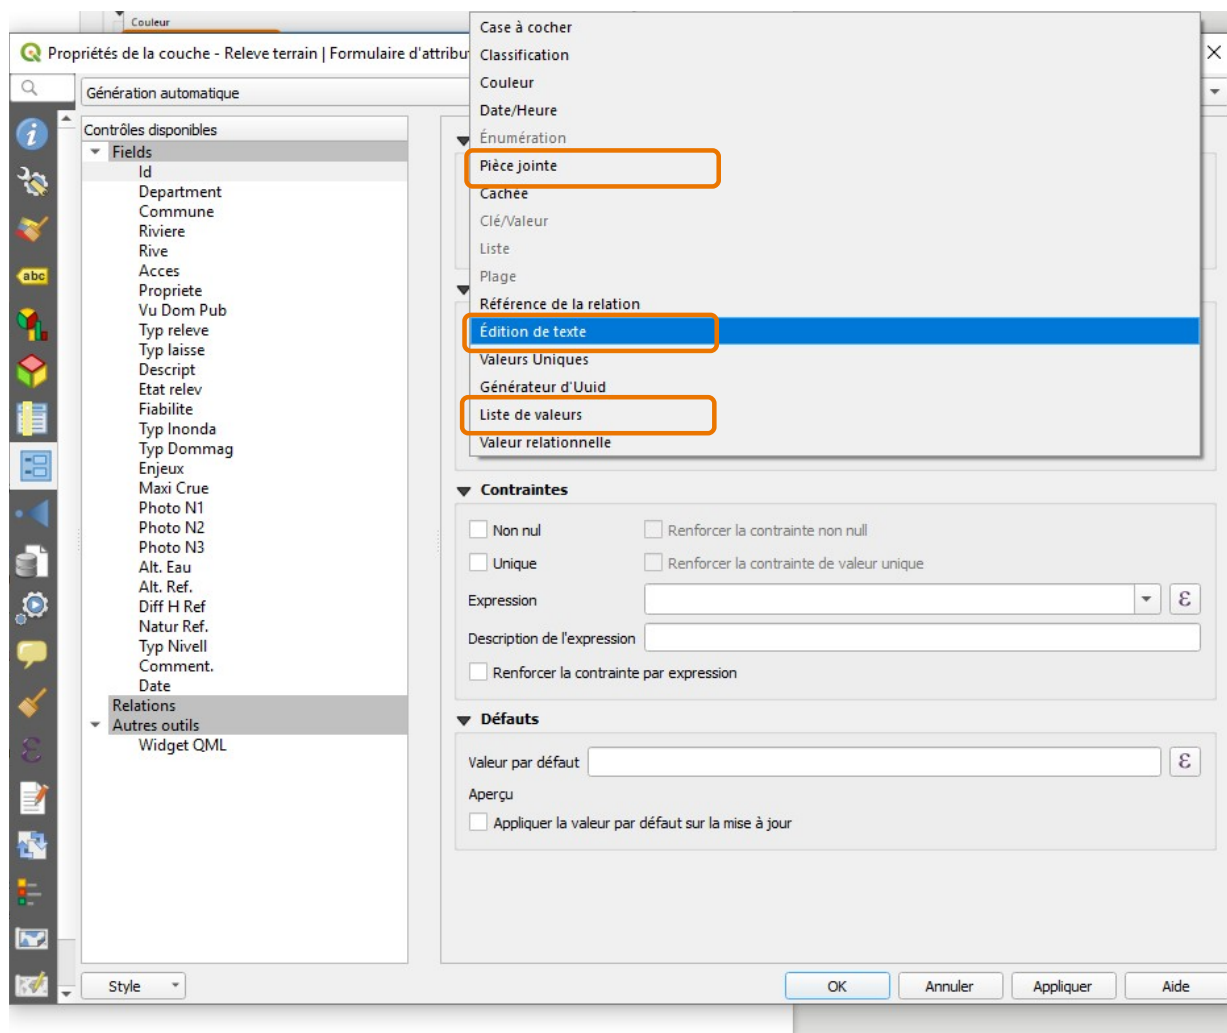 Couleur
Propriétés de la couche - Releve terrain | Formulaire d'attribu
Génération automatique
Contrôles disponibles
Fields
Id
Department
Commune
Riviere
Rive
Acces
Propriete
Vu Dom Pub
Typ releve
Typ laisse
Descript
Etat relev
Fiabilite
Typ Inonda
Typ Dommag
Enjeux
Maxi Crue
Photo N1
Photo N2
Photo N3
Alt. Eau
Alt. Ref.
Diff H Ref
Natur Ref.
Typ Nivell
Comment.
Date
Relations
Autres outils
Widget QML
abc
Case à cocher
Classification
Couleur
Date/Heure
Énumération
Pièce jointe
Cachée
Clé/Valeur
Liste
Plage
Référence de la relation
Édition de texte
Valeurs Uniques
Générateur d'Uuid
Liste de valeurs
Valeur relationnelle
Contraintes
Non nul
Renforcer la contrainte non null
Unique
Renforcer la contrainte de valeur unique
Expression
ε
Description de l'expression
Renforcer la contrainte par expression
Défauts
Valeur par défaut
ε
Aperçu
Appliquer la valeur par défaut sur la mise à jour
Style
OK
Annuler
Appliquer
Aide